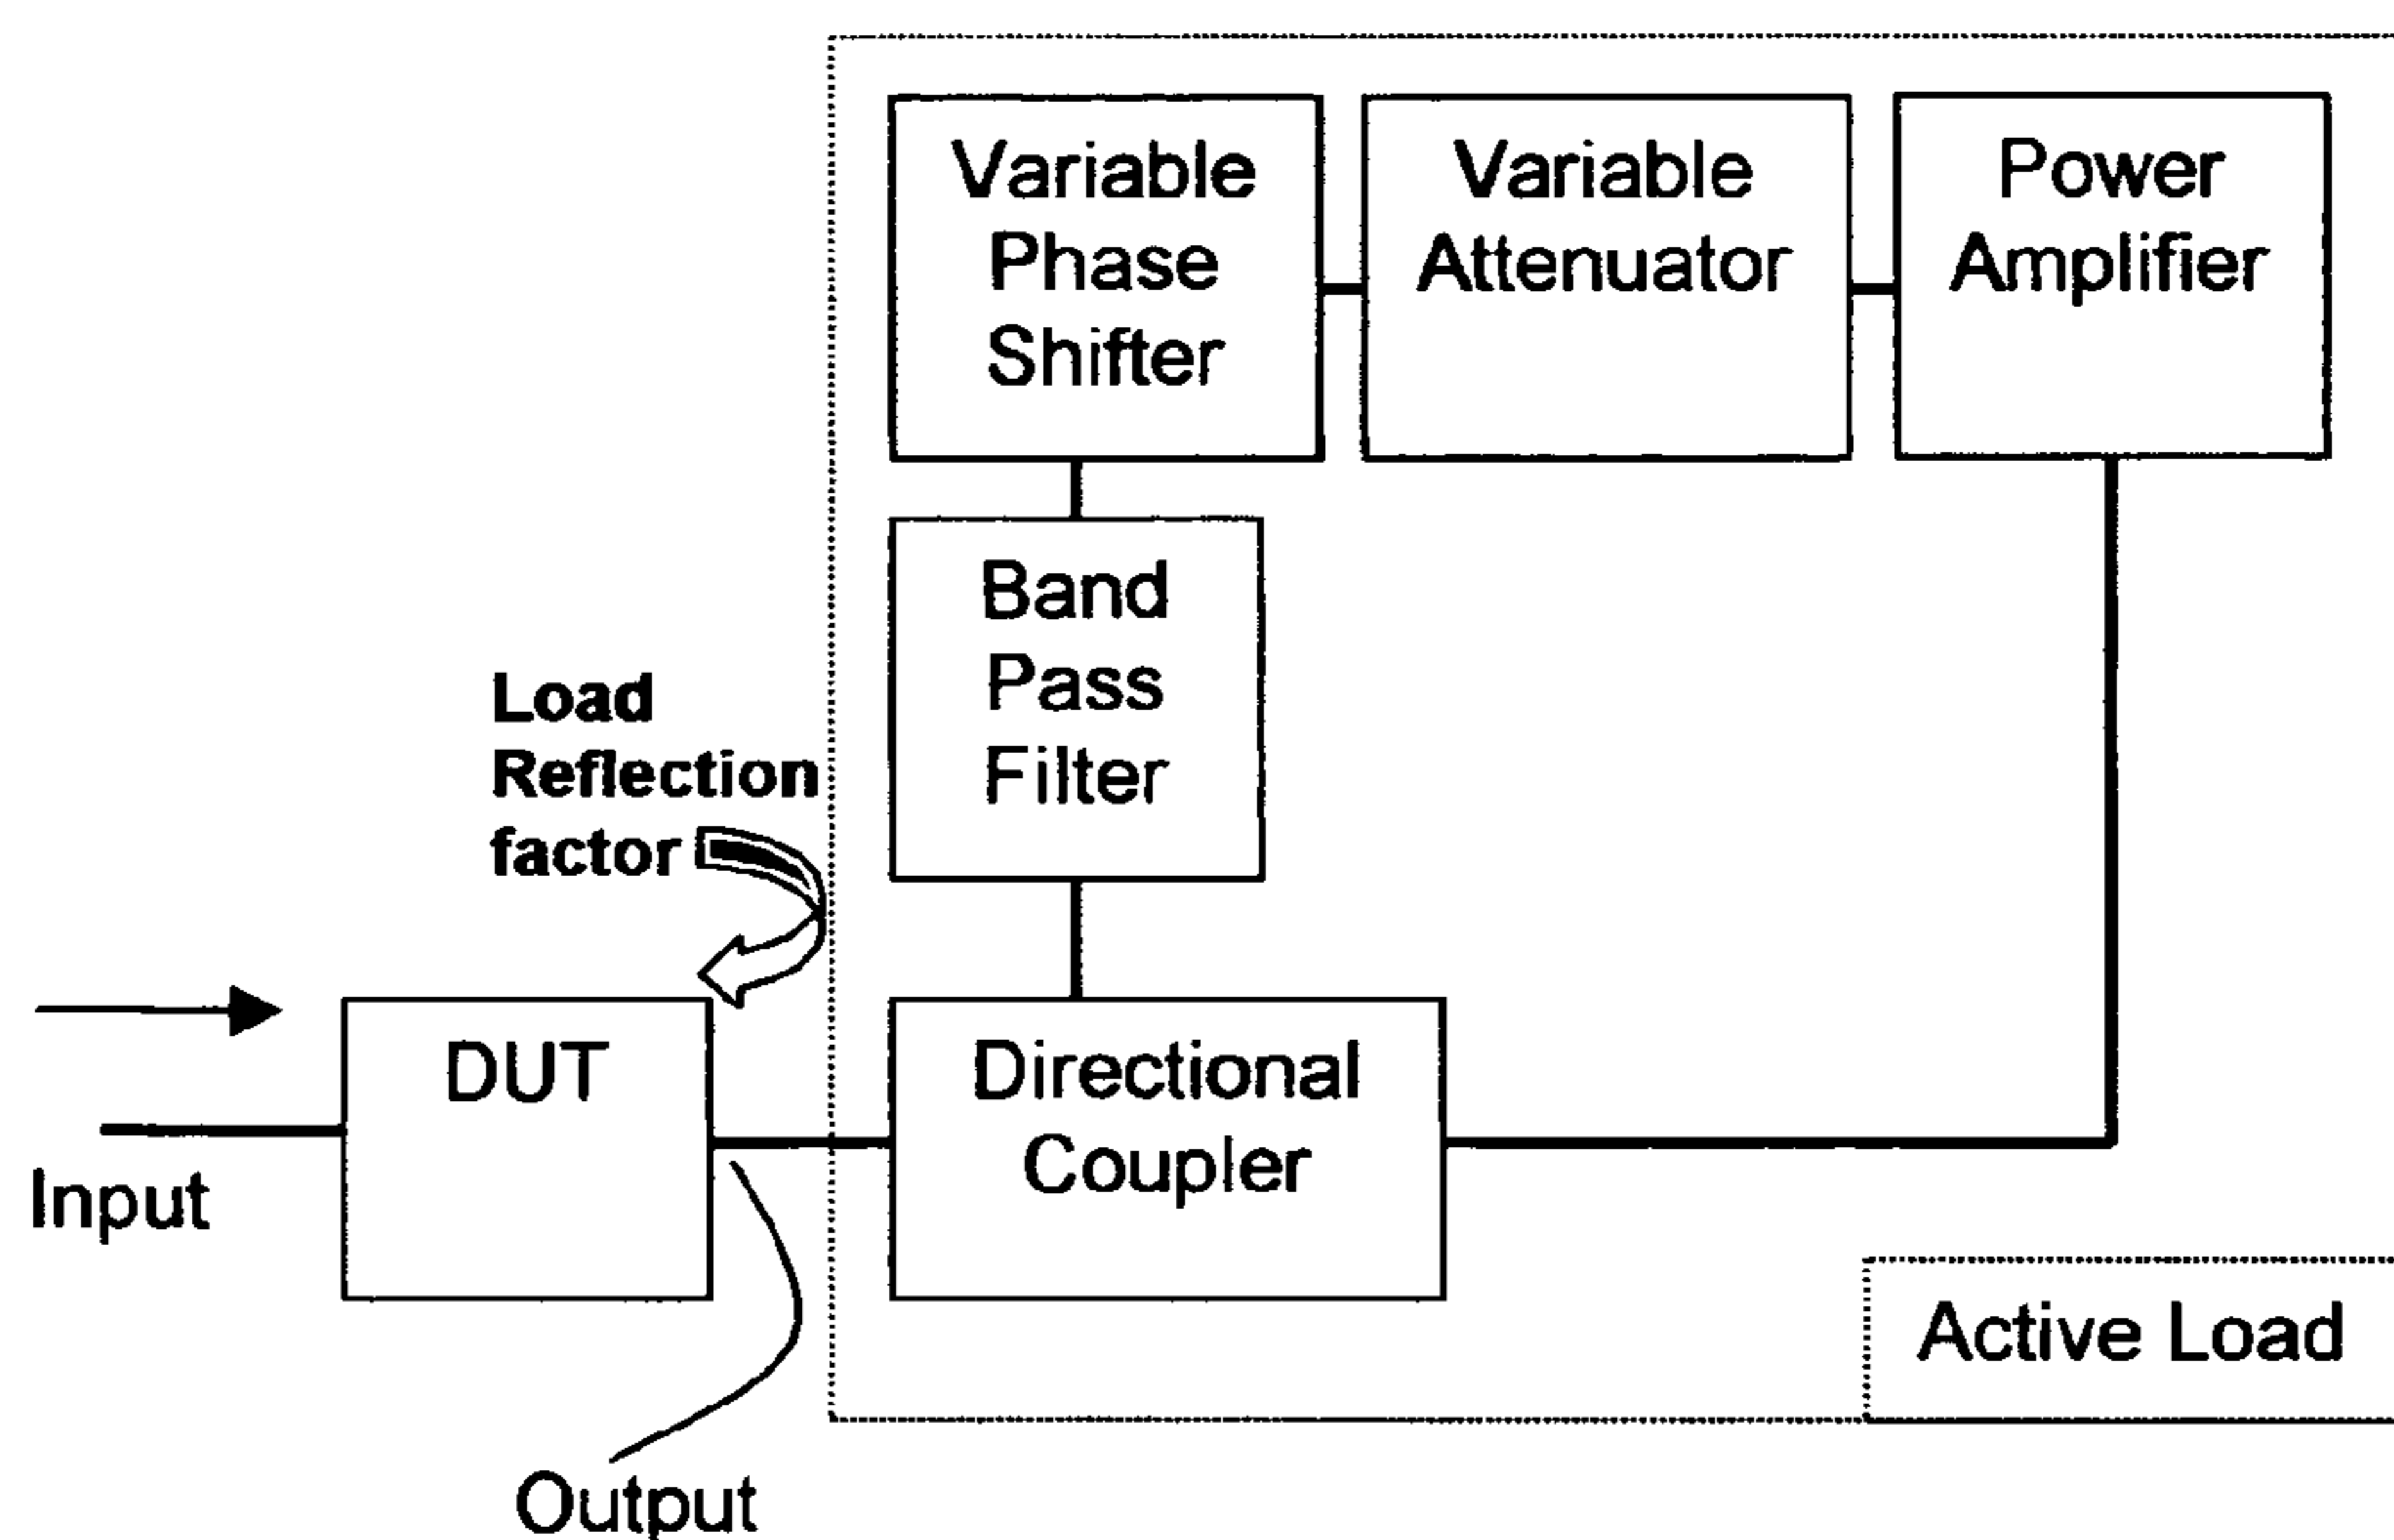 Variable
Phase
Shifter
Variable
Attenuator
Power
Amplifier
Band
Pass
Filter
Load
Reflection
factor
DUT
Directional
Coupler
Input
Active Load
Output